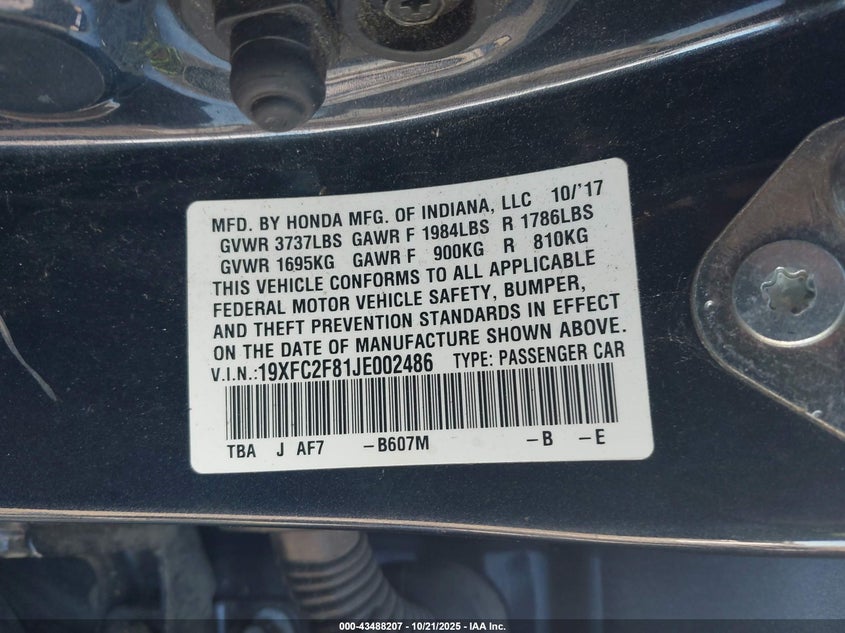 MFD. BY HONDA MFG. OF INDIANA, LLC 10/'17
GVWR 3737LBS GAWR F 1984LBS R 1786LBS
GVWR 1695KG GAWR F 900KG R 810KG
THIS VEHICLE CONFORMS TO ALL APPLICABLE
FEDERAL MOTOR VEHICLE SAFETY, BUMPER,
AND THEFT PREVENTION STANDARDS IN EFFECT
ON THE DATE OF MANUFACTURE SHOWN ABOVE.
V.I.N.:19XFC2F81JE002486 TYPE: PASSENGER CAR
TBA J AF7 -B607M -B -E
000-43488207 - 10/21/2025 - IAA Inc.